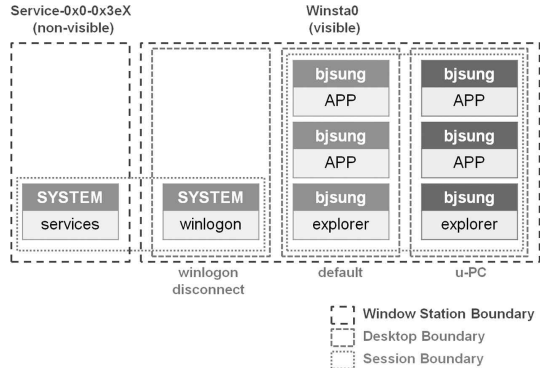 Service-0x0-0x3eX
(non-visible)
Winsta0
(visible)
bjsung
APP
bjsung
APP
bjsung
APP
bjsung
APP
SYSTEM
services
SYSTEM
winlogon
bjsung
explorer
bjsung
explorer
winlogon
disconnect
default
u-PC
Window Station Boundary
Desktop Boundary
Session Boundary